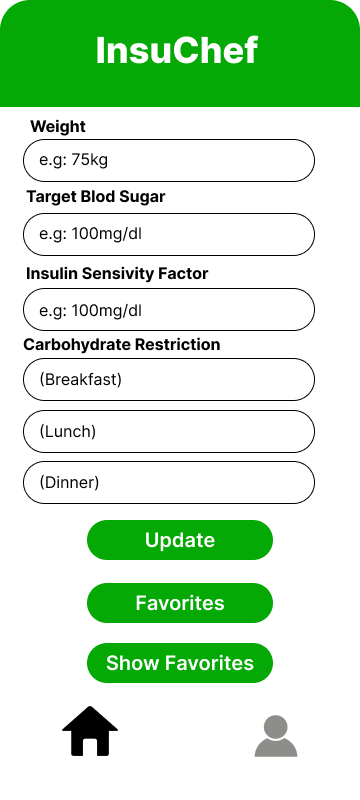 InsuChef
Weight
e.g: 75kg
Target Blod Sugar
e.g: 100mg/dl
Insulin Sensivity Factor
e.g: 100mg/dl
Carbohydrate Restriction
(Breakfast)
(Lunch)
(Dinner)
Update
Favorites
Show Favorites